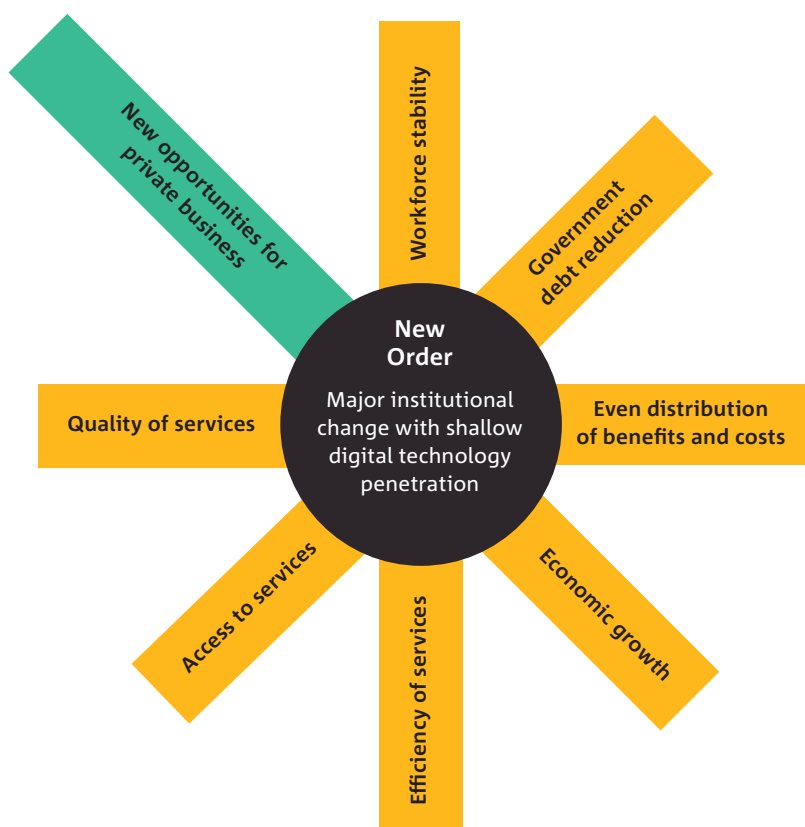 New opportunities for
private business
Workforce stability
Government
debt reduction
New
Order
Major institutional
change with shallow
digital technology
penetration
Quality of services
Even distribution
of benefits and costs
Access to services
Efficiency of services
Economic growth